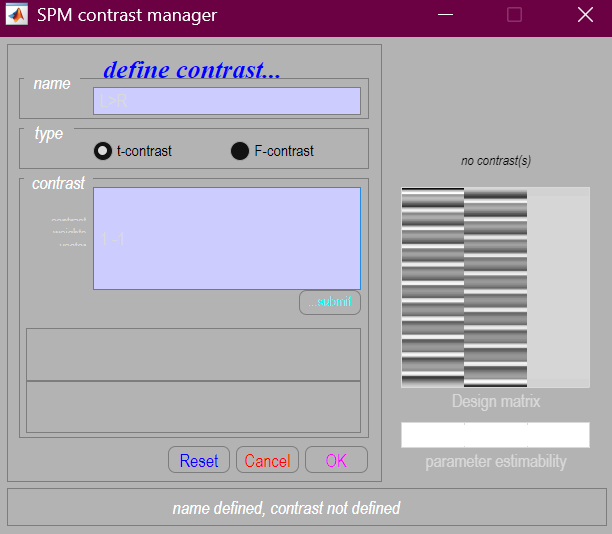 SPM contrast manager
define contrast...
name
L>R
type
t-contrast
F-contrast
no contrast(s)
contrast
1 -1
...submit
Design matrix
Reset
Cancel
OK
parameter estimability
name defined, contrast not defined